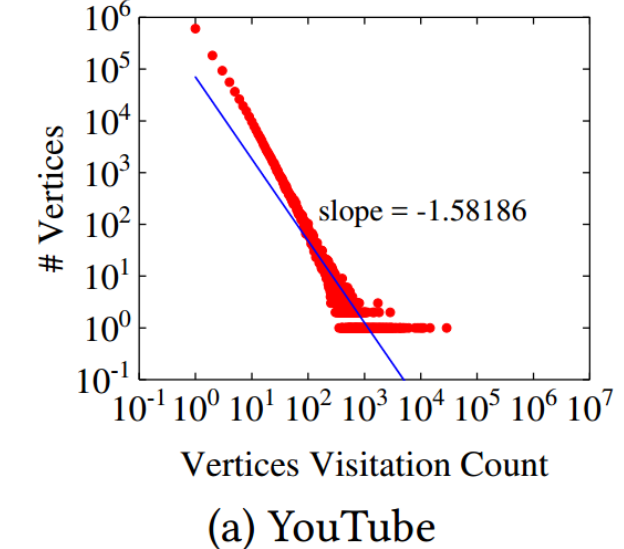 10^6
10^5
10^4
10^3
10^2
10^1
10^0
10^-1
# Vertices
slope = -1.58186
10^-1 10^0 10^1 10^2 10^3 10^4 10^5 10^6 10^7
Vertices Visitation Count
(a) YouTube